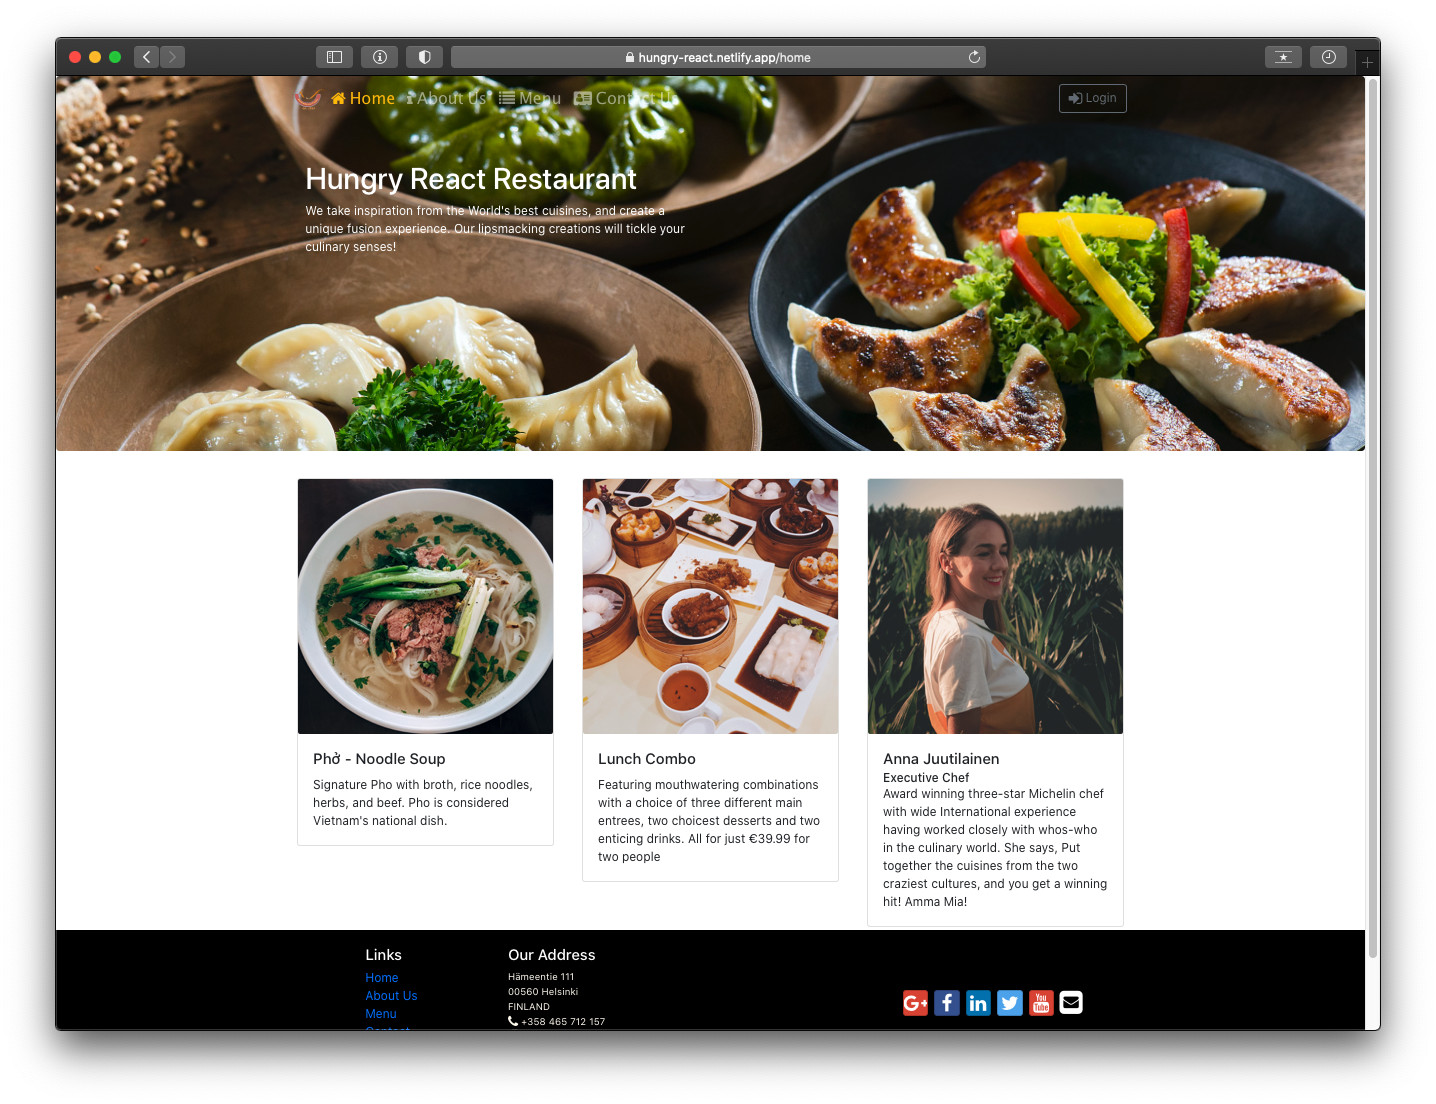 hungry-react.netlify.app/home
Home About Us Menu Contact Us
Login
Hungry React Restaurant
We take inspiration from the World's best cuisines, and create a
unique fusion experience. Our lipsmacking creations will tickle your
culinary senses!
Phở - Noodle Soup
Signature Pho with broth, rice noodles,
herbs, and beef. Pho is considered
Vietnam's national dish.
Lunch Combo
Featuring mouthwatering combinations
with a choice of three different main
entrees, two choicest desserts and two
enticing drinks. All for just €39.99 for
two people
Anna Juutilainen
Executive Chef
Award winning three-star Michelin chef
with wide International experience
having worked closely with whos-who
in the culinary world. She says, Put
together the cuisines from the two
craziest cultures, and you get a winning
hit! Amma Mia!
Links
Home
About Us
Menu
Contact
Our Address
Hämeentie 111
00560 Helsinki
FINLAND
+358 465 712 157
G+ f in You Tube